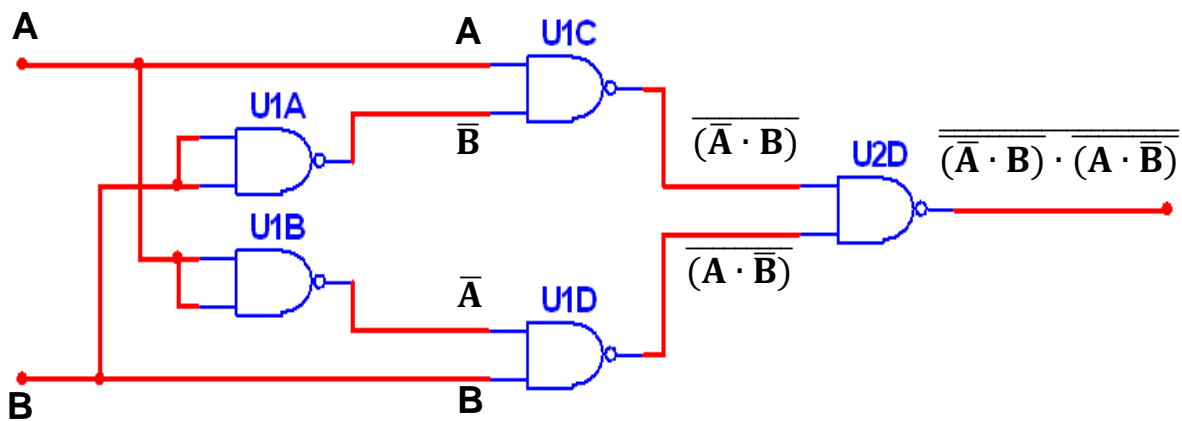 A
A
U1C
U1A
B̅
(A̅ · B)̅
U2D
(A̅ · B)̅ · (A · B̅)̅
U1B
(A · B̅)̅
A̅
U1D
B
B